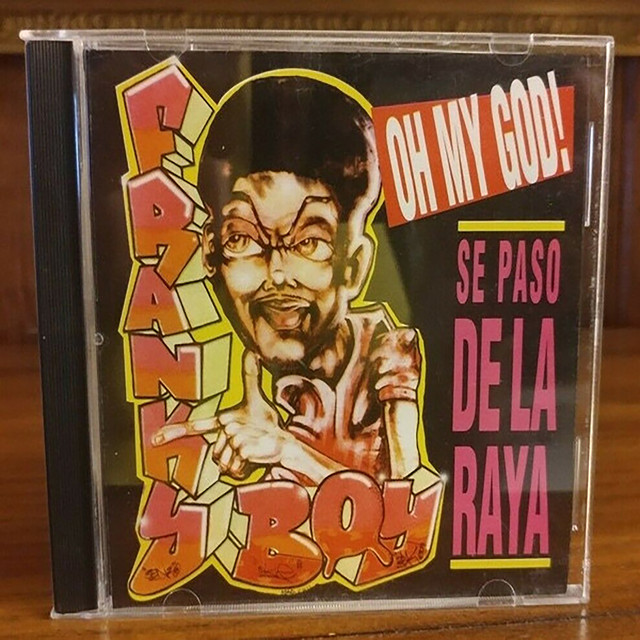 FRANKY
BOY
OH MY GOD!
SE PASO
DE LA
RAYA